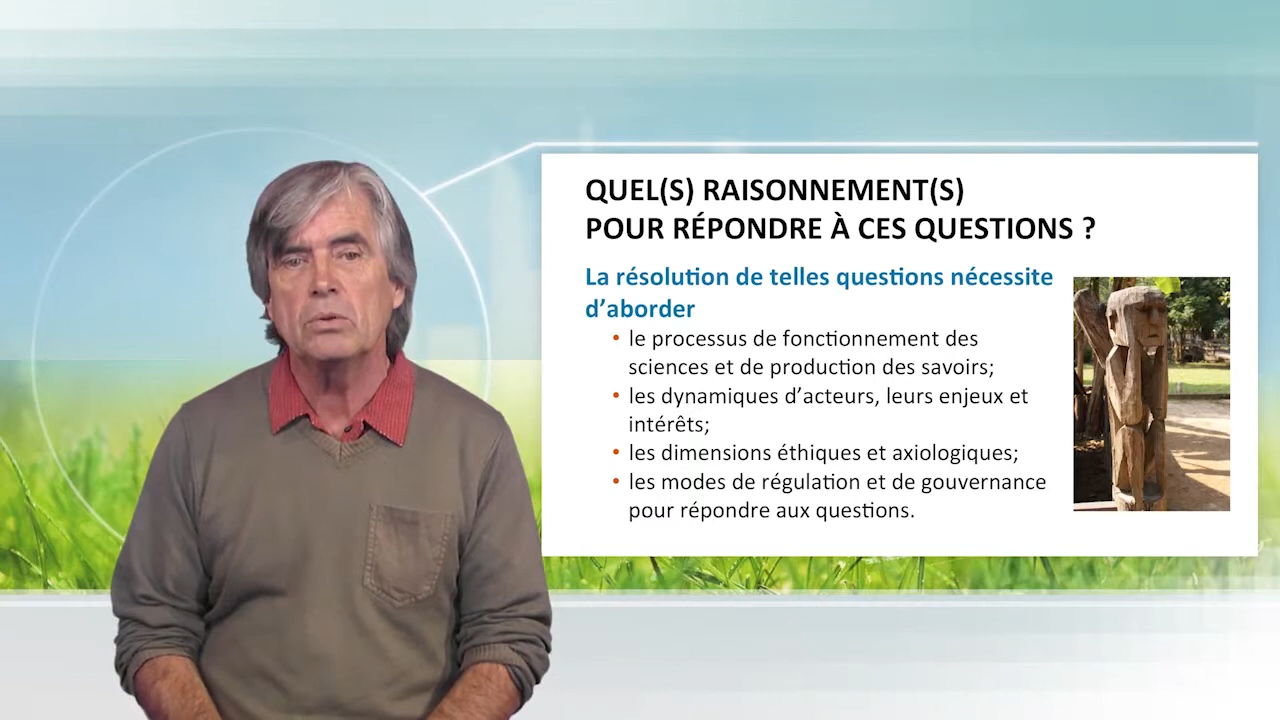 QUEL(S) RAISONNEMENT(S)
POUR RÉPONDRE À CES QUESTIONS ?
La résolution de telles questions nécessite
d’aborder
• le processus de fonctionnement des
sciences et de production des savoirs;
• les dynamiques d’acteurs, leurs enjeux et
intérêts;
• les dimensions éthiques et axiologiques;
• les modes de régulation et de gouvernance
pour répondre aux questions.